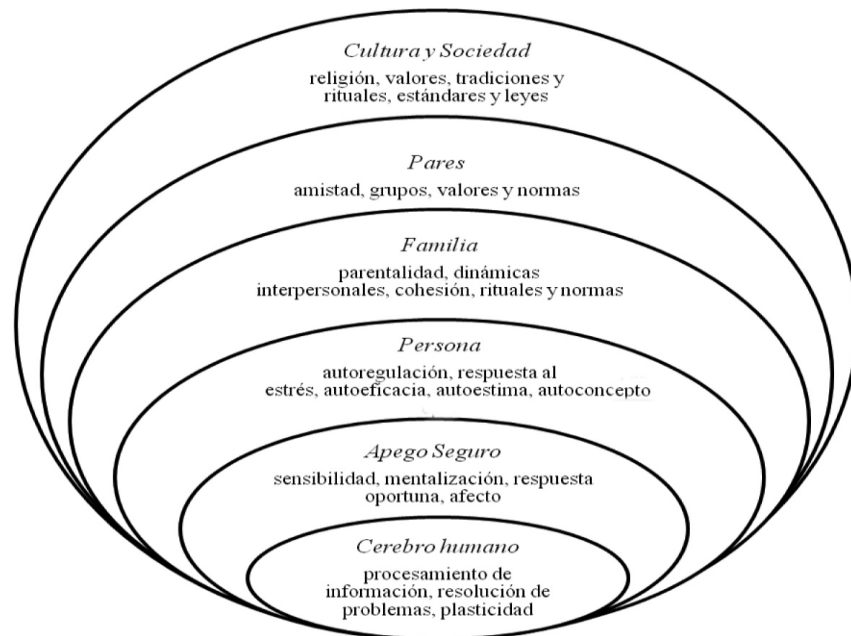 Cultura y Sociedad
religión, valores, tradiciones y
rituales, estándares y leyes
Pares
amistad, grupos, valores y normas
Familia
parentalidad, dinámicas
interpersonales, cohesión, rituales y normas
Persona
autoregulación, respuesta al
estrés, autoeficacia, autoestima, autoconcepto
Apego Seguro
sensibilidad, mentalización, respuesta
oportuna, afecto
Cerebro humano
procesamiento de
información, resolución de
problemas, plasticidad